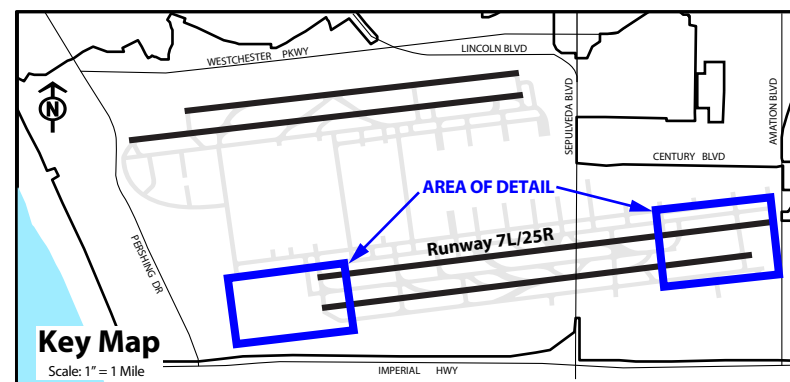 WESTCHESTER PKWY
LINCOLN BLVD
N
SEPULVEDA BLVD
AVIATION BLVD
CENTURY BLVD
AREA OF DETAIL
Runway 7L/25R
PERSHING DR
Key Map
Scale: 1" = 1 Mile
IMPERIAL HWY